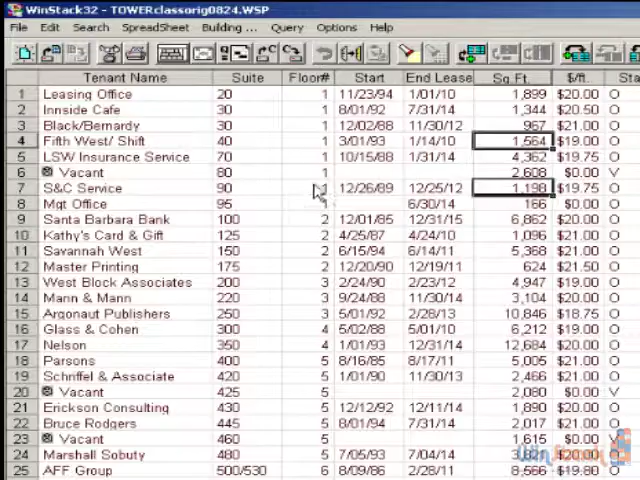 WinStack32 - TOWERclassorig0824.WSP
File Edit Search SpreadSheet Building ... Query Options Help
Tenant Name Suite Floor# Start End Lease Sq.Ft. $/ft. Sta
1 Leasing Office 20 1 11/23/94 1/01/10 1,899 $20.00 O
2 Innside Cafe 30 1 8/01/92 7/31/14 1,344 $20.50 O
3 Black/Bernardy 30 1 12/02/88 11/30/12 967 $21.00 O
4 Fifth West/ Shift 40 1 3/01/93 1/14/10 1,564 $19.00 O
5 LSW Insurance Service 70 1 10/15/88 1/31/14 4,362 $19.75 O
6 Vacant 80 1 2,608 $0.00 V
7 S&C Service 90 1 12/26/89 12/25/12 1,198 $19.75 O
8 Mgt Office 95 1 6/30/14 166 $0.00 O
9 Santa Barbara Bank 100 2 12/01/85 12/31/15 6,862 $20.00 O
10 Kathy's Card & Gift 125 2 4/25/87 4/24/10 1,096 $21.00 O
11 Savannah West 150 2 6/15/94 6/14/11 5,368 $21.00 O
12 Master Printing 175 2 12/20/90 12/19/11 624 $21.50 O
13 West Block Associates 200 3 2/24/90 2/23/12 4,947 $19.00 O
14 Mann & Mann 220 3 9/24/88 11/30/14 3,104 $20.00 O
15 Argonaut Publishers 250 3 5/01/92 2/28/13 10,846 $18.75 O
16 Glass & Cohen 300 4 5/02/88 5/01/10 6,212 $19.00 O
17 Nelson 350 4 1/01/93 12/31/14 12,684 $20.00 O
18 Parsons 400 5 8/16/85 8/17/11 5,005 $21.00 O
19 Schriffel & Associate 420 5 1/01/90 11/30/13 2,466 $21.00 O
20 Vacant 425 5 2,080 $0.00 V
21 Erickson Consulting 430 5 12/12/92 12/11/14 1,890 $20.00 O
22 Bruce Rodgers 445 5 8/01/94 12/31/11 2,017 $21.00 O
23 Vacant 460 5 1,615 $0.00 V
24 Marshall Sobuty 480 5 7/05/93 7/04/14 3,820 $20.00 O
25 AFF Group 500/530 6 8/09/86 2/28/11 8,566 $19.80 O
WinStack